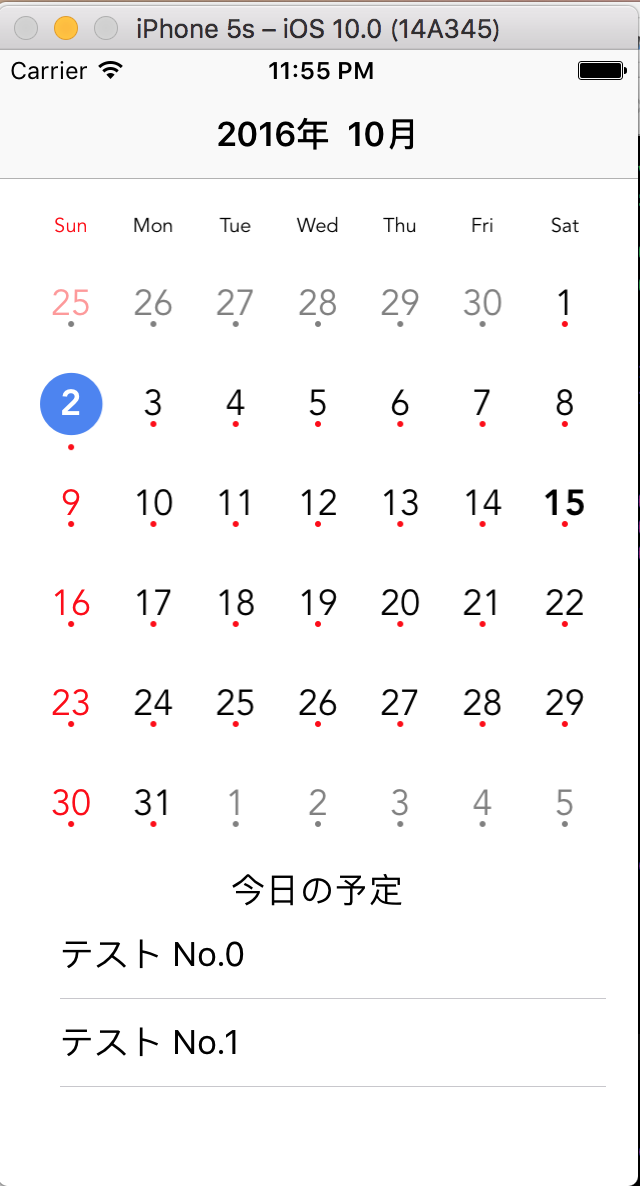 iPhone 5s – iOS 10.0 (14A345)
Carrier 11:55 PM
2016年 10月
Sun Mon Tue Wed Thu Fri Sat
25 26 27 28 29 30 1
2 3 4 5 6 7 8
9 10 11 12 13 14 15
16 17 18 19 20 21 22
23 24 25 26 27 28 29
30 31 1 2 3 4 5
今日の予定
テスト No.0
テスト No.1